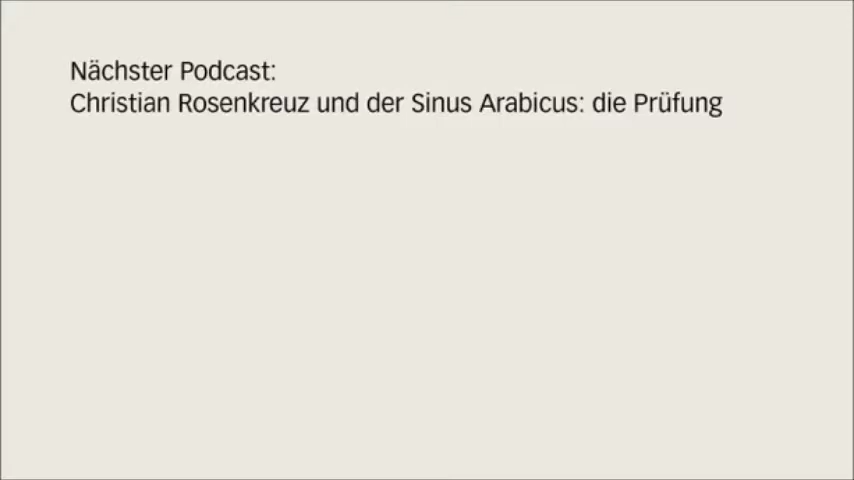 Nächster Podcast:
Christian Rosenkreuz und der Sinus Arabicus: die Prüfung